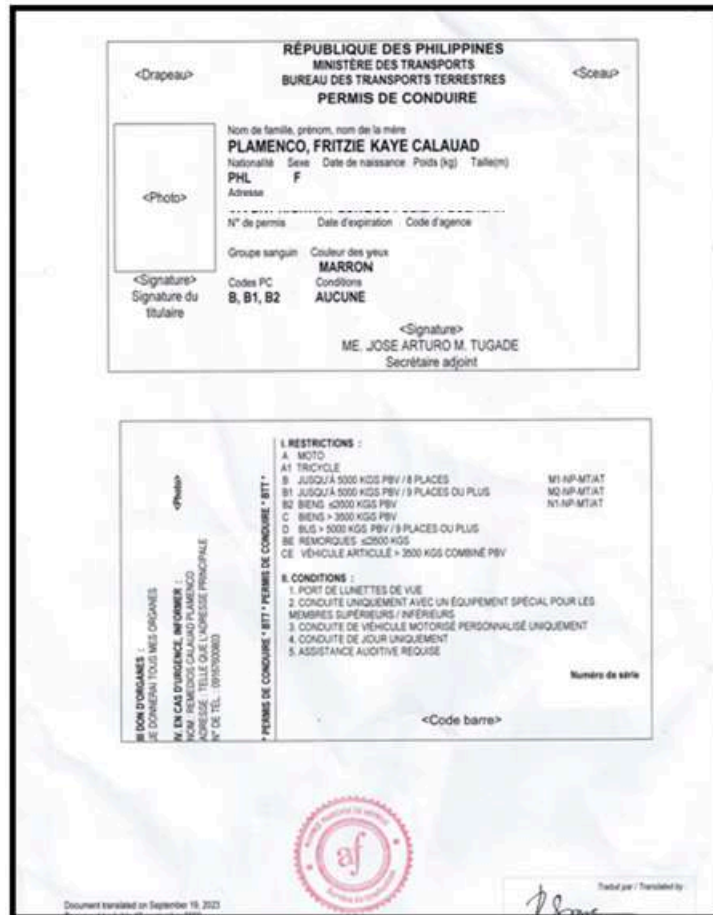 RÉPUBLIQUE DES PHILIPPINES
MINISTÈRE DES TRANSPORTS
BUREAU DES TRANSPORTS TERRESTRES
PERMIS DE CONDUIRE
<Drapeau>
<Sceau>
<Photo>
Nom de famille, prénom, nom de la mère
PLAMENCO, FRITZIE KAYE CALAUAD
Nationalité Sexe Date de naissance Poids (kg) Taille(m)
PHL F
Adresse
N° de permis Date d'expiration Code d'agence
Groupe sanguin Couleur des yeux
MARRON
Codes PC Conditions
B, B1, B2 AUCUNE
<Signature>
Signature du
titulaire
<Signature>
ME. JOSE ARTURO M. TUGADE
Secrétaire adjoint
III DON D'ORGANES :
JE DONNERAI TOUS MES ORGANES
IV. EN CAS D'URGENCE, INFORMER :
NOM : REMEDIOS CALAUAD PLAMENCO
ADRESSE : TELLE QUE L'ADRESSE PRINCIPALE
N° DE TÉL. :
<Photo>
* PERMIS DE CONDUIRE * BTT * PERMIS DE CONDUIRE * BTT *
I. RESTRICTIONS :
A MOTO
A1 TRICYCLE
B JUSQU'À 5000 KGS PBV / 8 PLACES M1-NP-MT/AT
B1 JUSQU'À 5000 KGS PBV / 9 PLACES OU PLUS M2-NP-MT/AT
B2 BIENS ≤3500 KGS PBV N1-NP-MT/AT
C BIENS > 3500 KGS PBV
D BUS > 5000 KGS PBV / 9 PLACES OU PLUS
BE REMORQUES ≤3500 KGS
CE VÉHICULE ARTICULÉ > 3500 KGS COMBINÉ PBV
II. CONDITIONS :
1. PORT DE LUNETTES DE VUE
2. CONDUITE UNIQUEMENT AVEC UN ÉQUIPEMENT SPÉCIAL POUR LES
MEMBRES SUPÉRIEURS / INFÉRIEURS
3. CONDUITE DE VÉHICULE MOTORISÉ PERSONNALISÉ UNIQUEMENT
4. CONDUITE DE JOUR UNIQUEMENT
5. ASSISTANCE AUDITIVE REQUISE
Numéro de série
<Code barre>
af
Traduit par / Translated by
Document translated on September 19, 2023